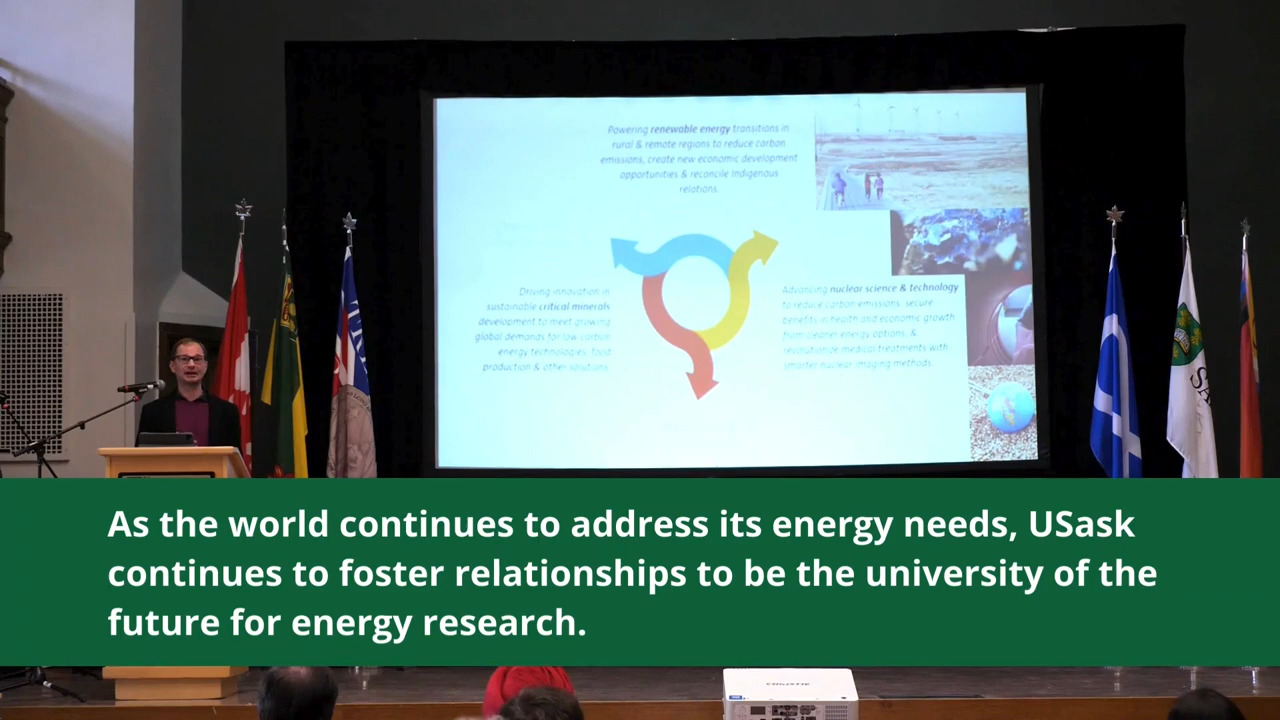 Powering renewable energy transitions in
rural & remote regions to reduce carbon
emissions, create new economic development
opportunities & reconcile Indigenous
relations.
Driving innovation in
sustainable critical minerals
development to meet growing
global demands for low carbon
energy technologies, food
production & other solutions.
Advancing nuclear science & technology
to reduce carbon emissions, secure
benefits in health and economic growth
from cleaner energy options, &
revolutionize medical treatments with
smarter nuclear imaging methods.
As the world continues to address its energy needs, USask
continues to foster relationships to be the university of the
future for energy research.
CHRISTIE